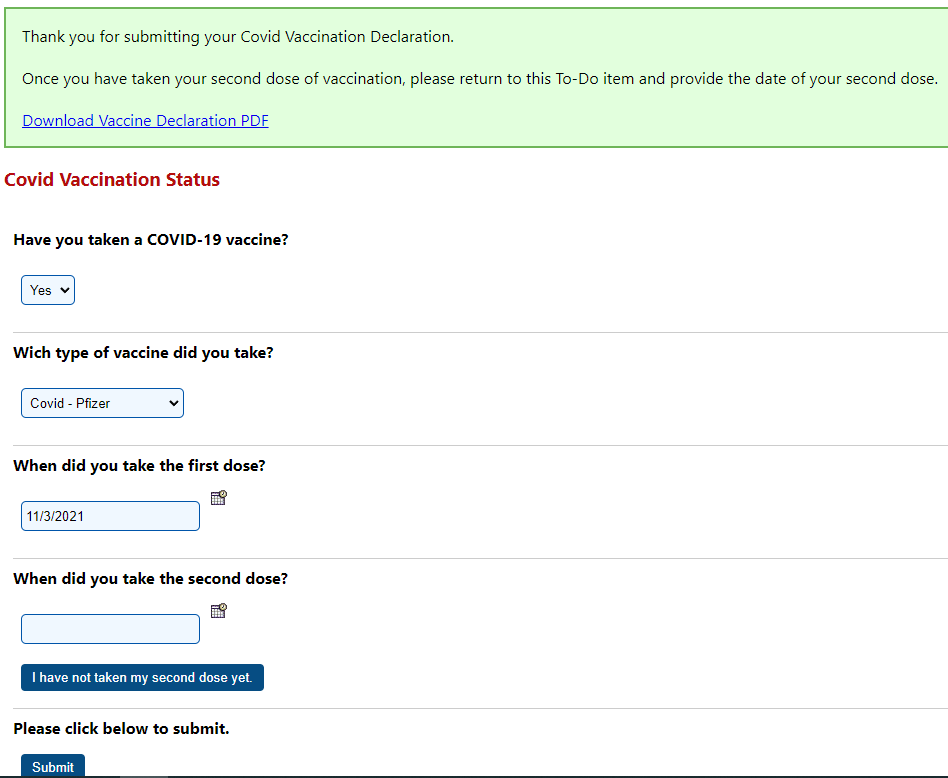 Thank you for submitting your Covid Vaccination Declaration.
Once you have taken your second dose of vaccination, please return to this To-Do item and provide the date of your second dose.
Download Vaccine Declaration PDF
Covid Vaccination Status
Have you taken a COVID-19 vaccine?
Yes
Wich type of vaccine did you take?
Covid - Pfizer
When did you take the first dose?
11/3/2021
When did you take the second dose?
I have not taken my second dose yet.
Please click below to submit.
Submit